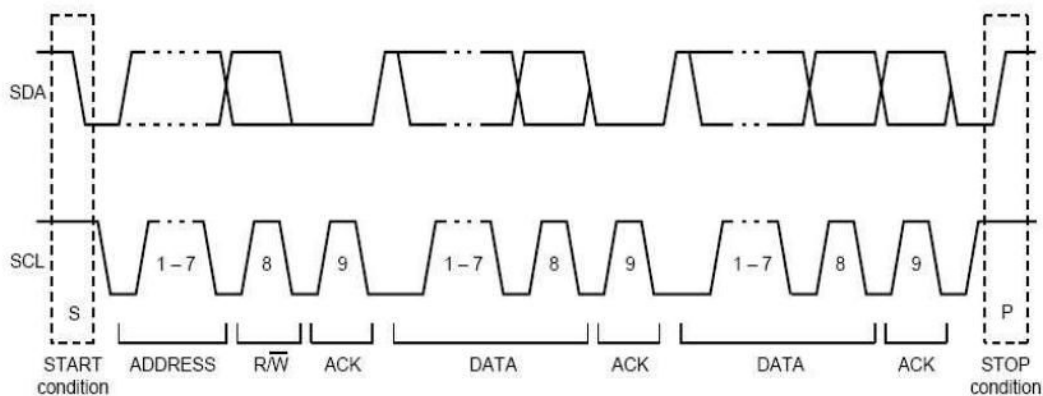 SDA
SCL
1 – 7 8 9 1 – 7 8 9 1 – 7 8 9
S P
START condition ADDRESS R/W̅ ACK DATA ACK DATA ACK STOP condition